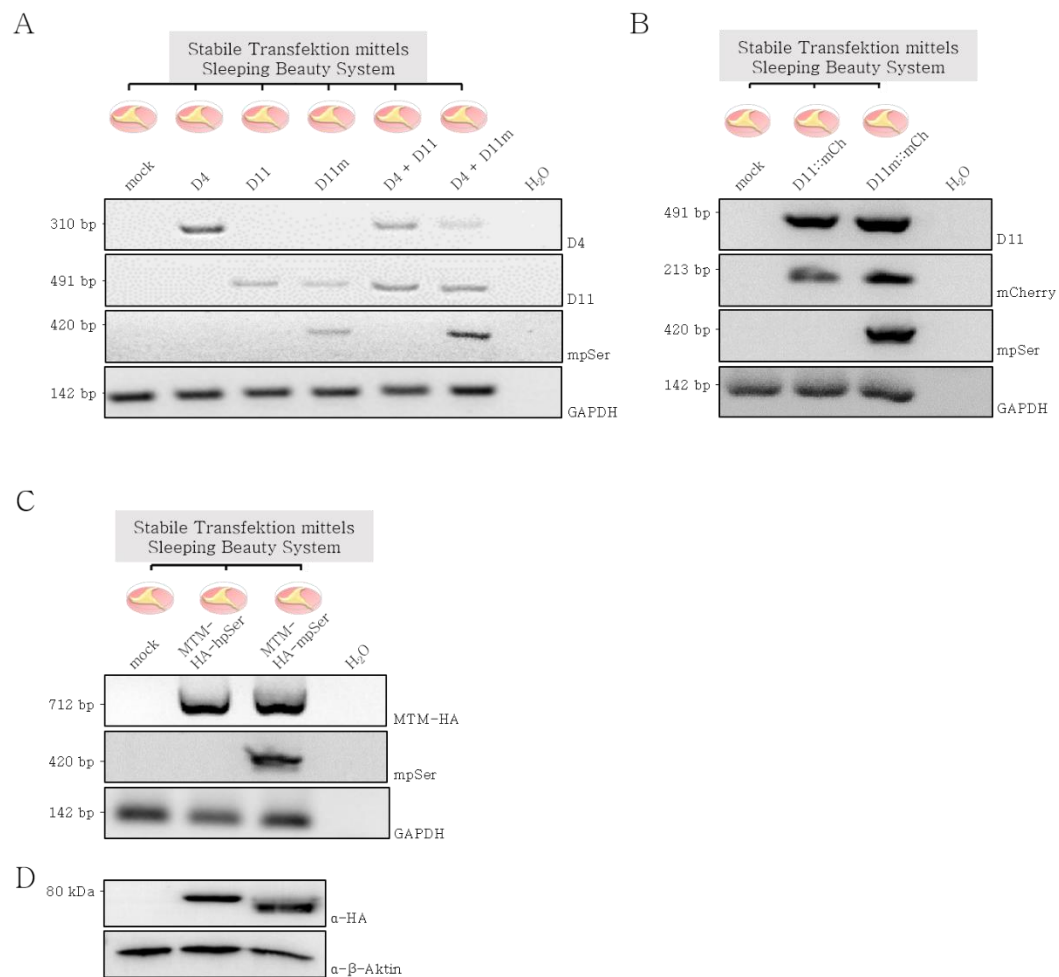 A
Stabile Transfektion mittels
Sleeping Beauty System
mock
D4
D11
D11m
D4 + D11
D4 + D11m
H₂O
310 bp
D4
491 bp
D11
420 bp
mpSer
142 bp
GAPDH
B
Stabile Transfektion mittels
Sleeping Beauty System
mock
D11::mCh
D11m::mCh
H₂O
491 bp
D11
213 bp
mCherry
420 bp
mpSer
142 bp
GAPDH
C
Stabile Transfektion mittels
Sleeping Beauty System
mock
MTM-
HA-hpSer
MTM-
HA-mpSer
H₂O
712 bp
MTM-HA
420 bp
mpSer
142 bp
GAPDH
D
80 kDa
α-HA
α-β-Aktin